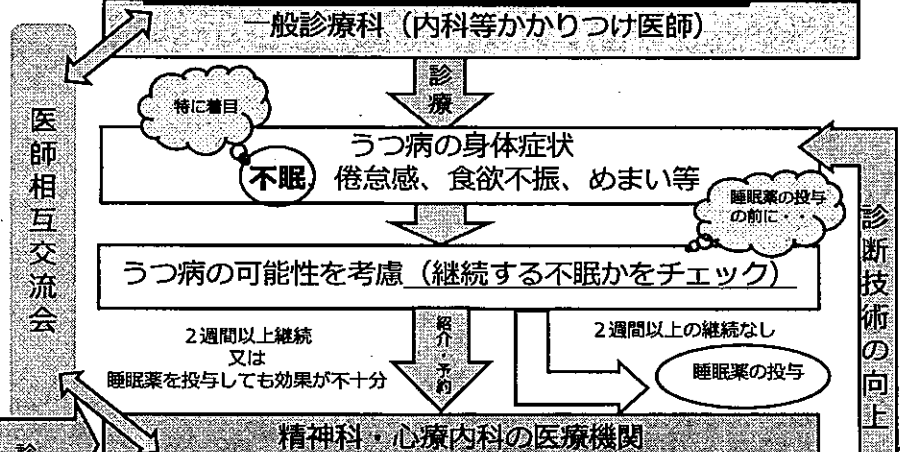 一般診療科（内科等かかりつけ医師）
診療
特に着目
うつ病の身体症状
不眠、倦怠感、食欲不振、めまい等
睡眠薬の投与
の前に・・
うつ病の可能性を考慮（継続する不眠かをチェック）
2週間以上継続
又は
睡眠薬を投与しても効果が不十分
紹介・予約
2週間以上の継続なし
睡眠薬の投与
精神科・心療内科の医療機関
医師相互交流会
診断技術の向上